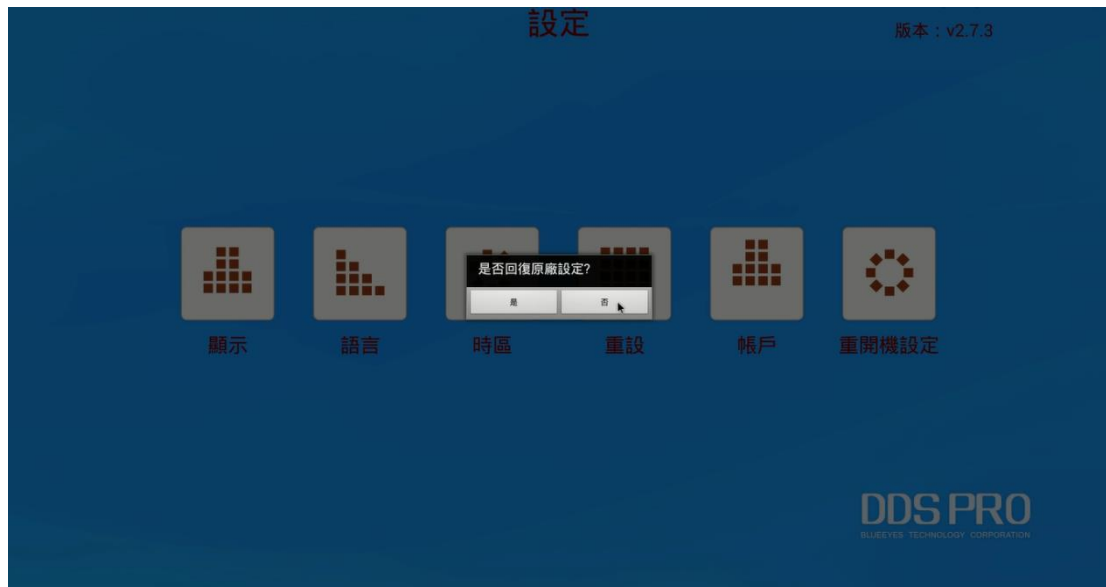 設定
版本：v2.7.3
是否回復原廠設定?
是
否
顯示
語言
時區
重設
帳戶
重開機設定
DDS PRO
BLUEEYES TECHNOLOGY CORPORATION